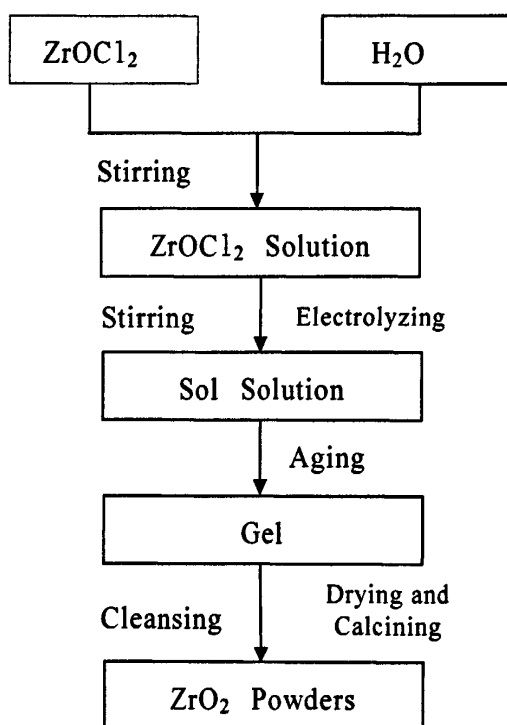 ZrOCl₂
H₂O
Stirring
ZrOCl₂ Solution
Stirring
Electrolyzing
Sol Solution
Aging
Gel
Cleansing
Drying and
Calcining
ZrO₂ Powders